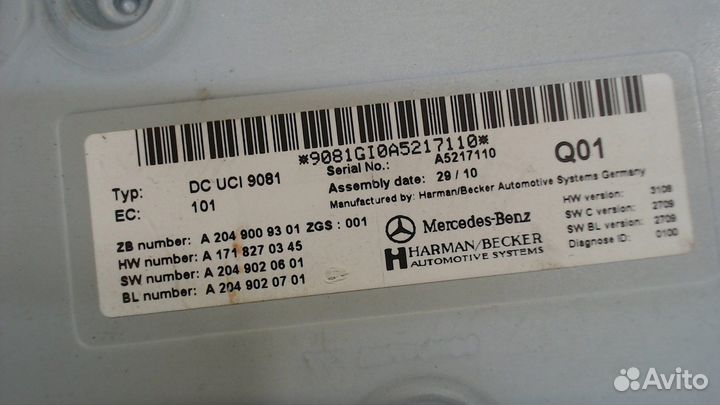 *9081GI0A5217110*
Typ: DC UCI 9081
Serial No.: A5217110
Q01
EC: 101
Assembly date: 29 / 10
Manufactured by: Harman/Becker Automotive Systems Germany
ZB number: A 204 900 93 01 ZGS : 001
HW number: A 171 827 03 45
SW number: A 204 902 06 01
BL number: A 204 902 07 01
Mercedes-Benz
HARMAN/BECKER
AUTOMOTIVE SYSTEMS
HW version: 3108
SW C version: 2709
SW BL version: 2709
Diagnose ID: 0100
Avito